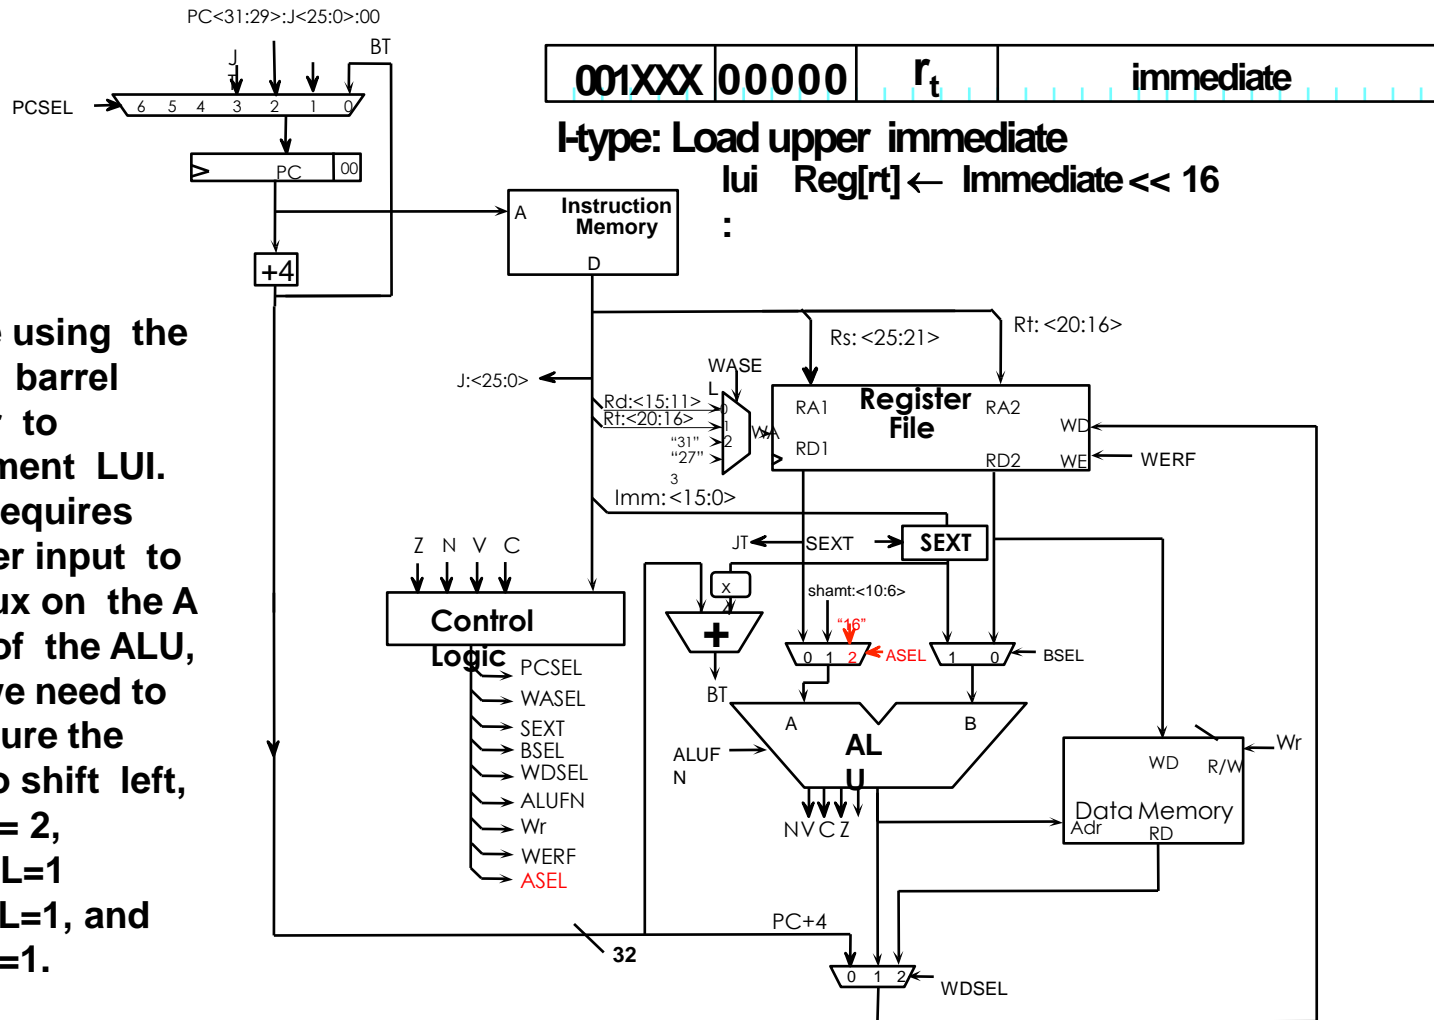 PC<31:29>:J<25:0>:00
BT
PCSEL
6 5 4 3 2 1 0
PC 00
+4
001XXX 00000 rt immediate
I-type: Load upper immediate
lui Reg[rt] ← Immediate << 16
:
A Instruction
Memory
D
using the
barrel
to
ment LUI.
equires
er input to
ux on the A
of the ALU,
ve need to
ure the
o shift left,
= 2,
L=1
L=1, and
=1.
J:<25:0>
Rs: <25:21>
Rt: <20:16>
WASE
L
Rd:<15:11>
Rt:<20:16>
"31"
"27"
0
1
2
3
WA
RA1 Register RA2
File
WD
RD1
RD2 WE
WERF
Imm: <15:0>
JT
SEXT
SEXT
Z N V C
Control
Logic
PCSEL
WASEL
SEXT
BSEL
WDSEL
ALUFN
Wr
WERF
ASEL
x
+
BT
shamt:<10:6>
"16"
0 1 2
ASEL
1 0
BSEL
A B
AL
U
ALUF
N
N V C Z
WD R/W
Wr
Data Memory
Adr
RD
PC+4
32
0 1 2
WDSEL